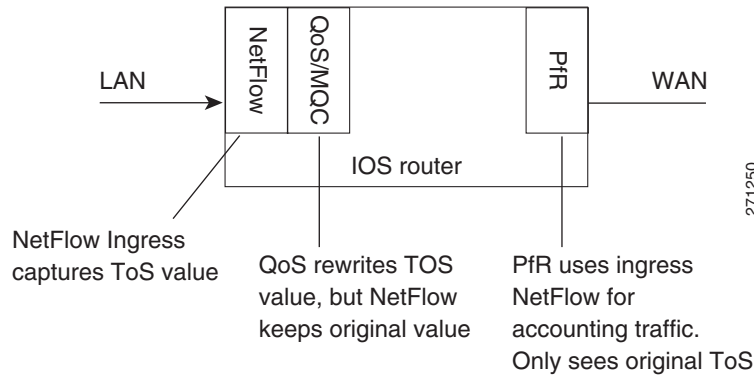 NetFlow
QoS/MQC
PfR
LAN
WAN
IOS router
271250
NetFlow Ingress
captures ToS value
QoS rewrites TOS
value, but NetFlow
keeps original value
PfR uses ingress
NetFlow for
accounting traffic.
Only sees original ToS